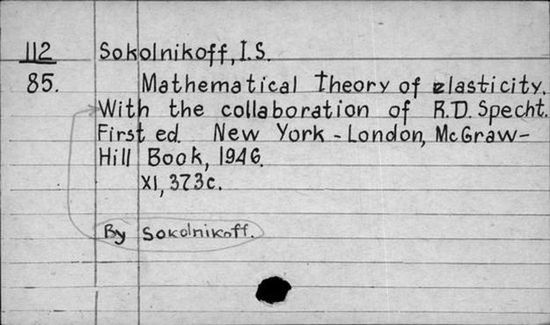 112 Sokolnikoff, I.S.
85. Mathematical Theory of elasticity.
With the collaboration of R.D. Specht.
First ed. New York - London, McGraw-
Hill Book, 1946.
XI, 373c.
By Sokolnikoff.